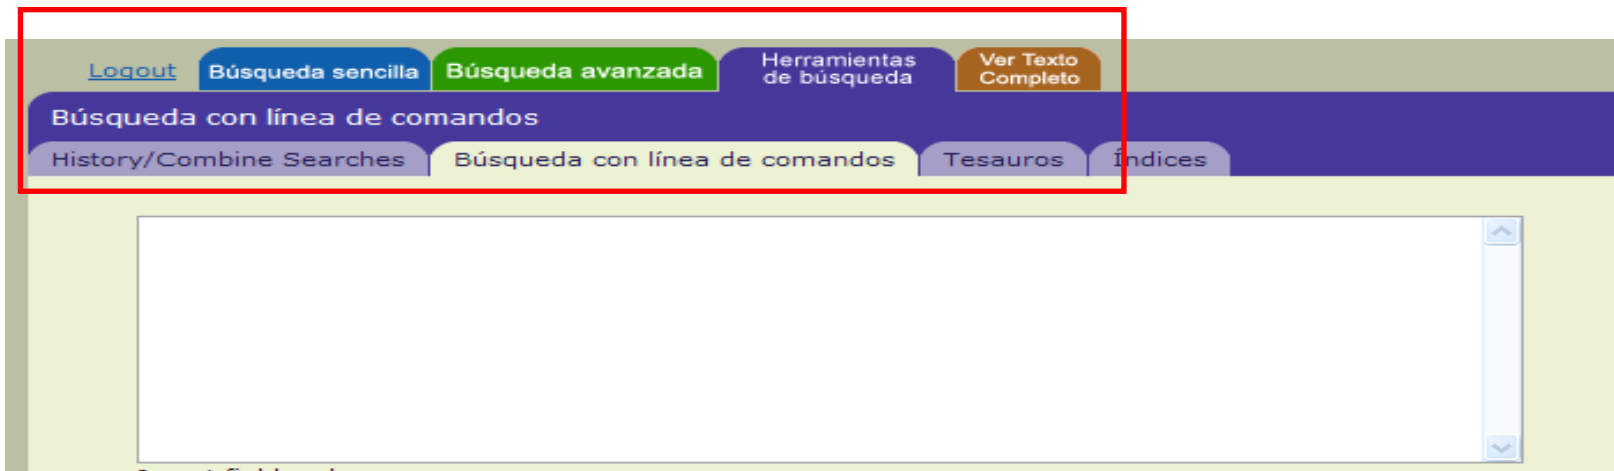 Logout Búsqueda sencilla Búsqueda avanzada Herramientas de búsqueda Ver Texto Completo
Búsqueda con línea de comandos
History/Combine Searches Búsqueda con línea de comandos Tesauros Índices